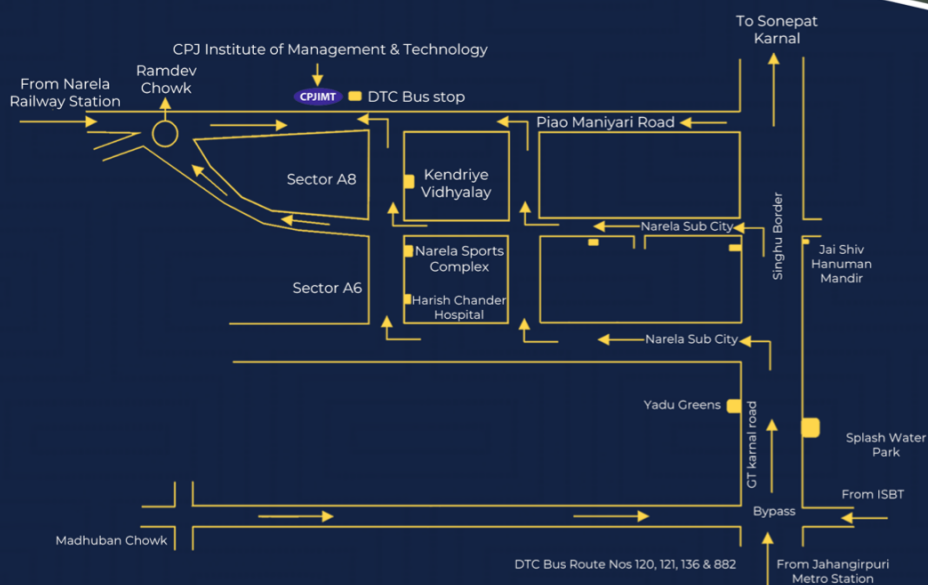 To Sonepat
Karnal
CPJ Institute of Management & Technology
Ramdev
Chowk
From Narela
Railway Station
CPJIMT
DTC Bus stop
Piao Maniyari Road
Sector A8
Kendriye
Vidhyalay
Narela Sub City
Singhu Border
Jai Shiv
Hanuman
Mandir
Narela Sports
Complex
Sector A6
Harish Chander
Hospital
Narela Sub City
Yadu Greens
GT karnal road
Splash Water
Park
From ISBT
Bypass
Madhuban Chowk
DTC Bus Route Nos 120, 121, 136 & 882
From Jahangirpuri
Metro Station